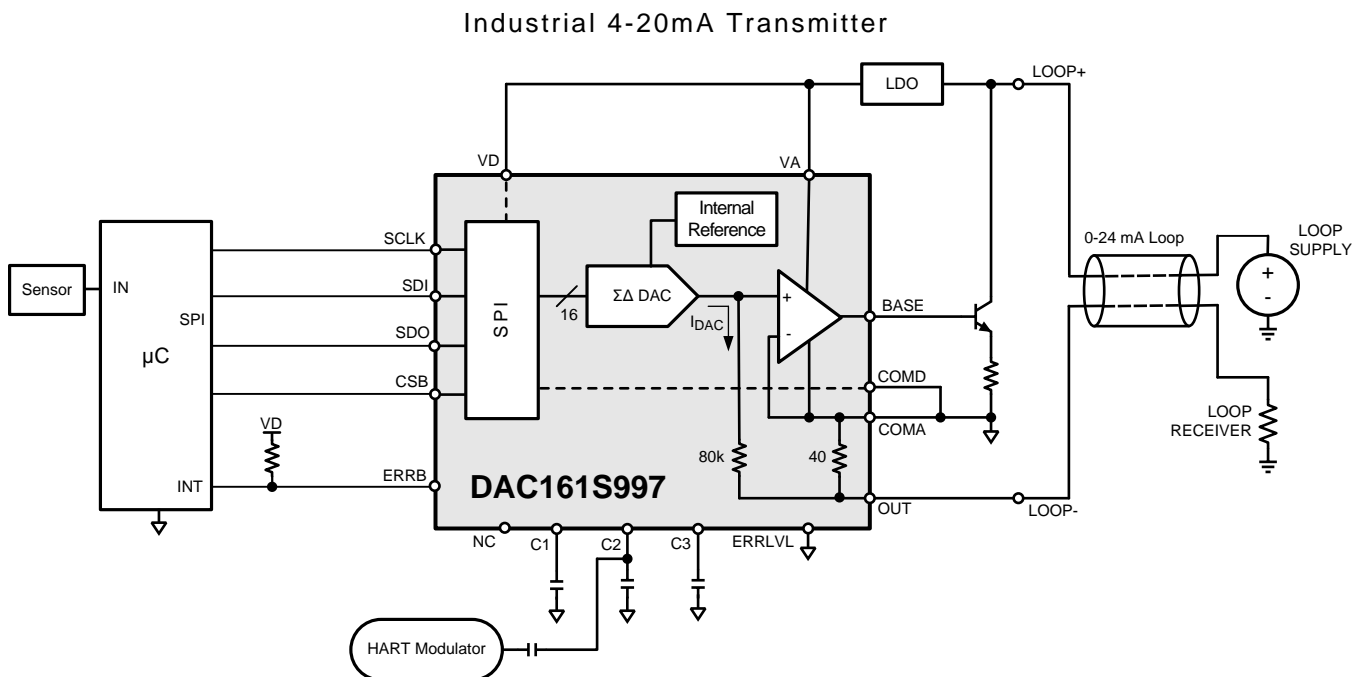 Industrial 4-20mA Transmitter
LDO
LOOP+
VD
VA
Internal
Reference
SCLK
0-24 mA Loop
LOOP
SUPPLY
Sensor
IN
SDI
SPI
ΣΔ DAC
+
-
BASE
+
-
16
IDAC
SPI
SDO
µC
CSB
COMD
COMA
VD
80k
40
LOOP
RECEIVER
INT
ERRB
DAC161S997
OUT
LOOP-
NC
C1
C2
C3
ERRLVL
HART Modulator